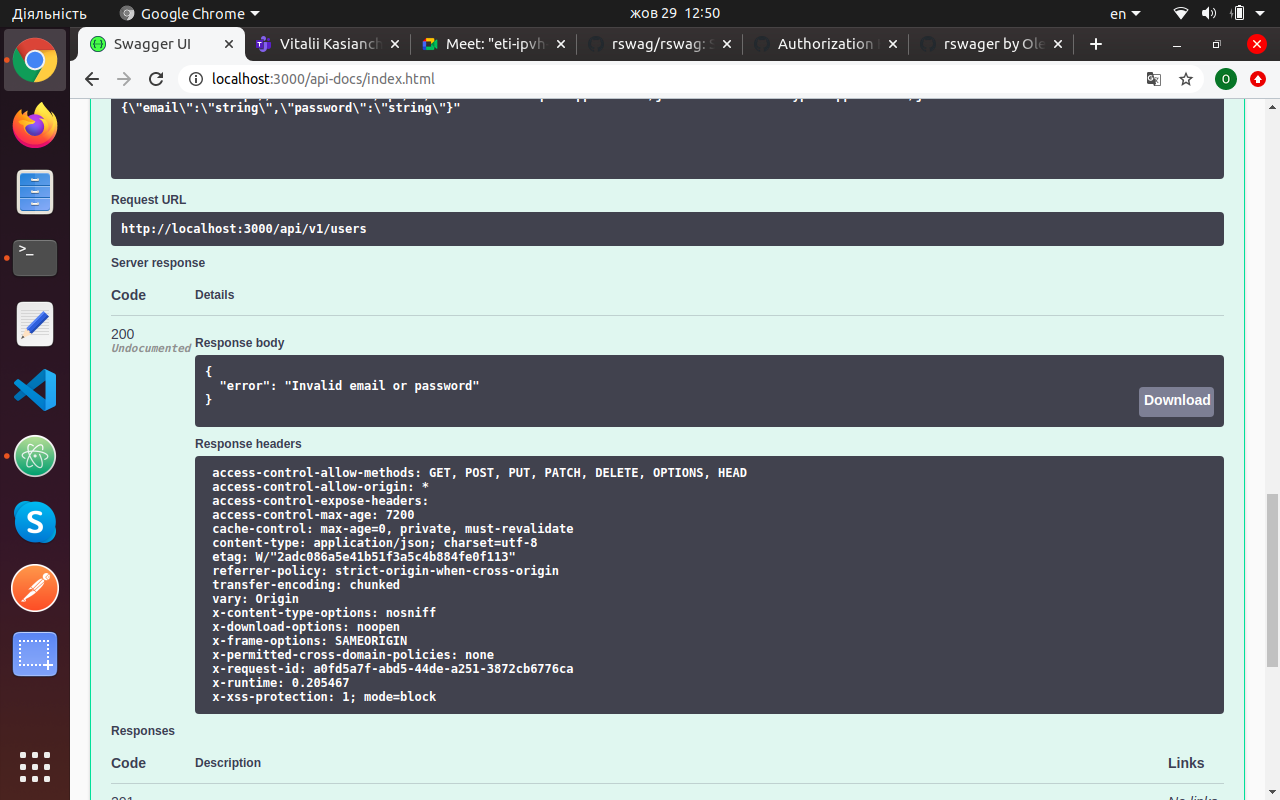 Діяльність
Google Chrome
жов 29 12:50
en
Swagger UI
Vitalii Kasianch
Meet: "eti-ipvh
rswag/rswag: S
Authorization
rswager by Ole
localhost:3000/api-docs/index.html
O
{\"email\":\"string\",\"password\":\"string\"}"
Request URL
http://localhost:3000/api/v1/users
Server response
Code
Details
200
Undocumented
Response body
{
"error": "Invalid email or password"
}
Download
Response headers
access-control-allow-methods: GET, POST, PUT, PATCH, DELETE, OPTIONS, HEAD
access-control-allow-origin: *
access-control-expose-headers:
access-control-max-age: 7200
cache-control: max-age=0, private, must-revalidate
content-type: application/json; charset=utf-8
etag: W/"2adc086a5e41b51f3a5c4b884fe0f113"
referrer-policy: strict-origin-when-cross-origin
transfer-encoding: chunked
vary: Origin
x-content-type-options: nosniff
x-download-options: noopen
x-frame-options: SAMEORIGIN
x-permitted-cross-domain-policies: none
x-request-id: a0fd5a7f-abd5-44de-a251-3872cb6776ca
x-runtime: 0.205467
x-xss-protection: 1; mode=block
Responses
Code
Description
Links
201
No links